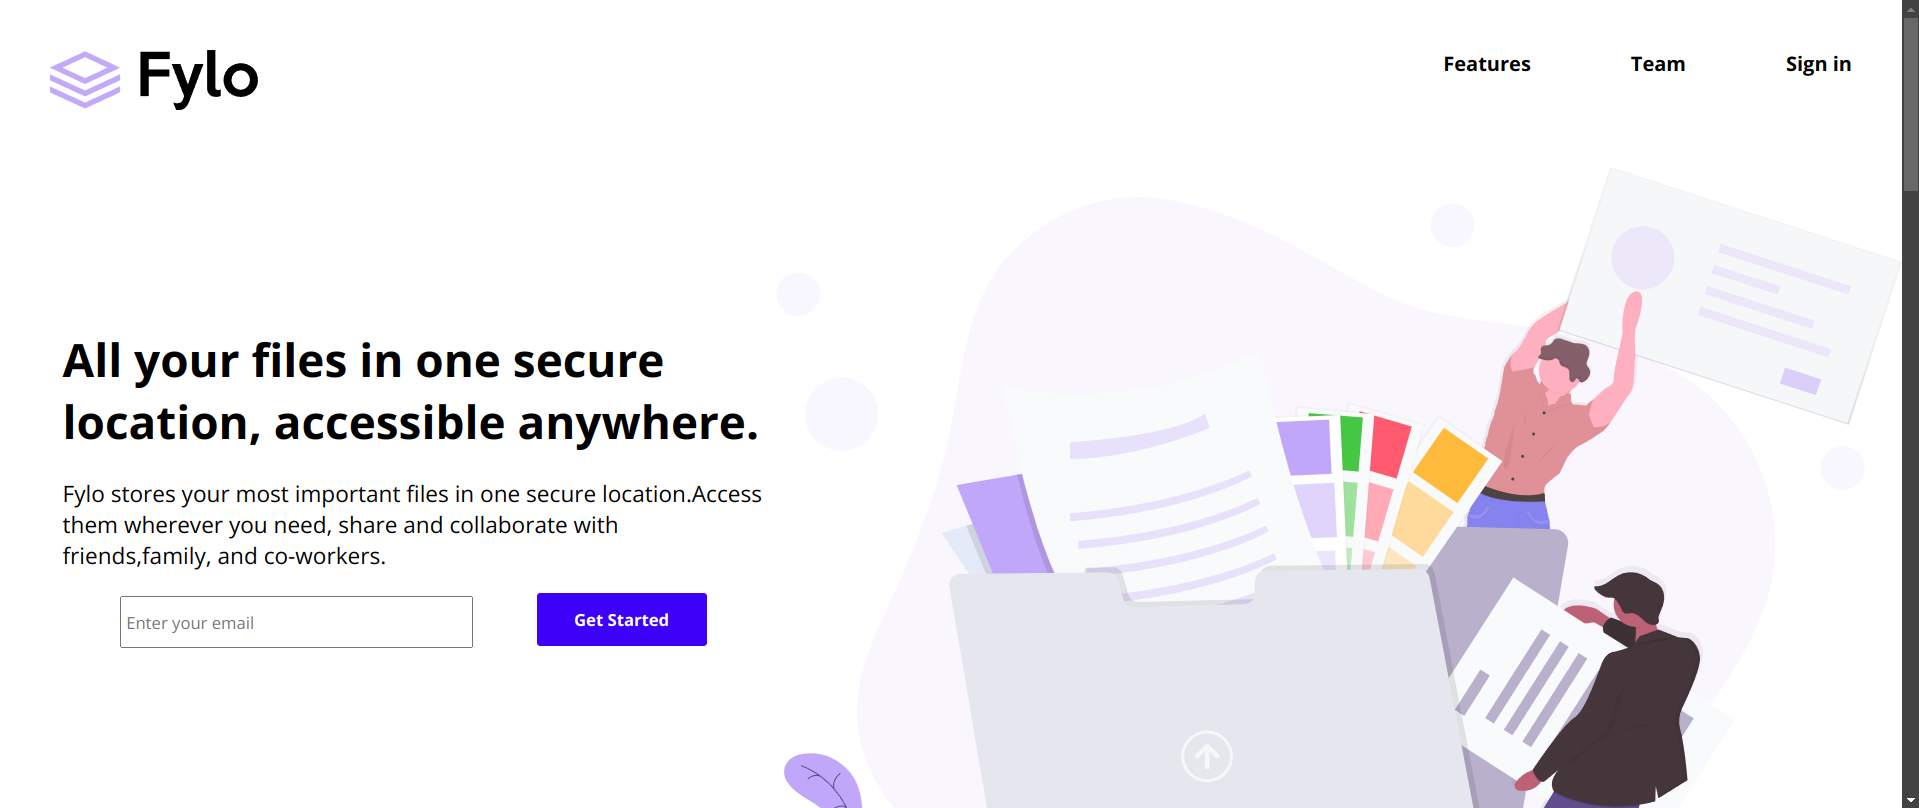 Fylo
Features
Team
Sign in
All your files in one secure
location, accessible anywhere.
Fylo stores your most important files in one secure location.Access
them wherever you need, share and collaborate with
friends,family, and co-workers.
Enter your email
Get Started